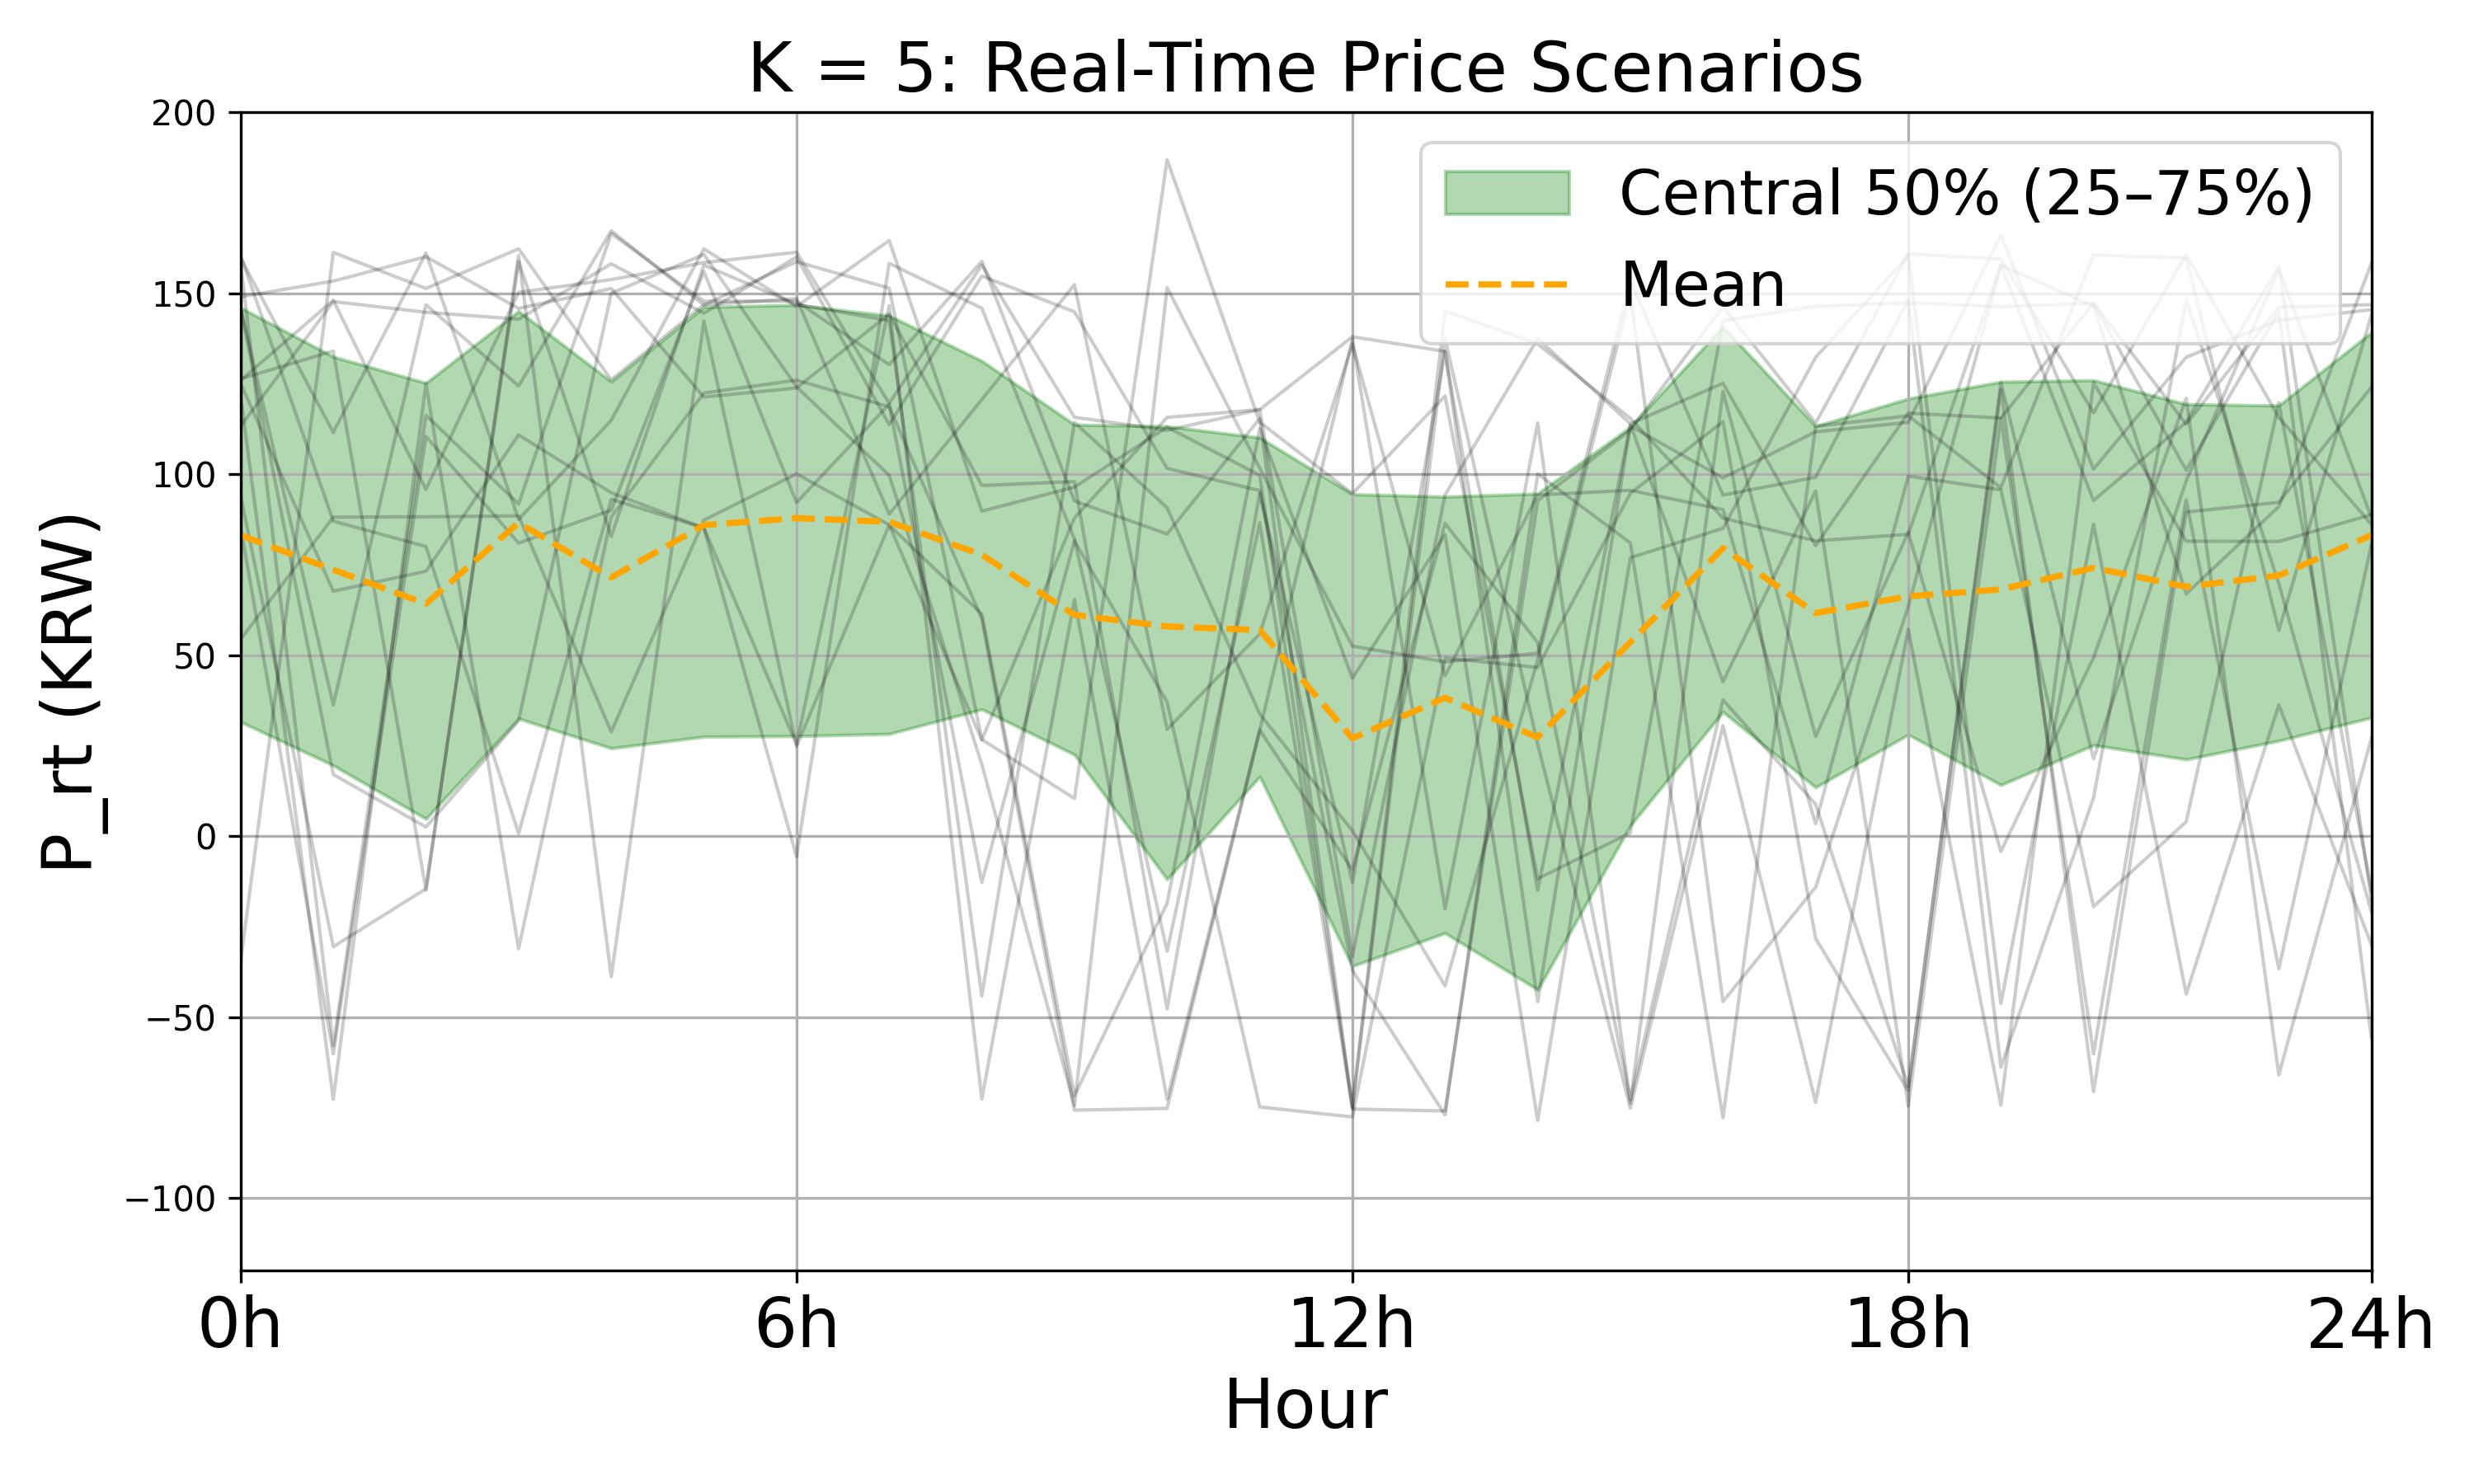 K = 5: Real-Time Price Scenarios
200
150
100
50
0
−50
−100
P_rt (KRW)
Central 50% (25–75%)
Mean
0h
6h
12h
18h
24h
Hour